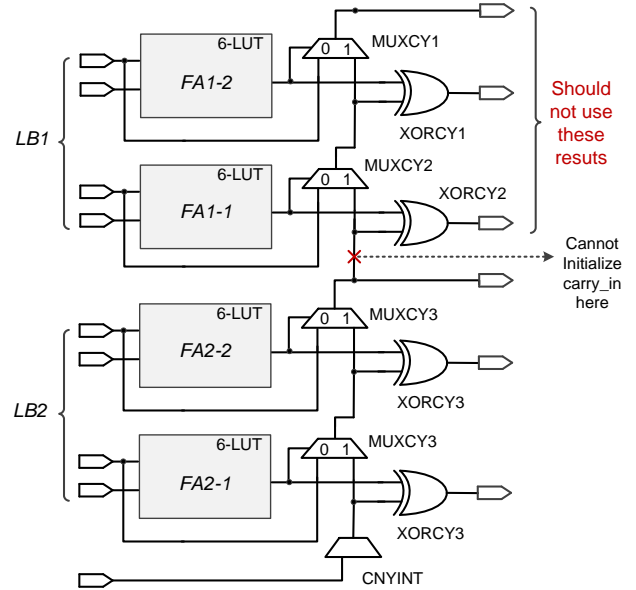 6-LUT
FA1-2
0 1
MUXCY1
XORCY1
Should
not use
these
resuts
LB1
6-LUT
FA1-1
0 1
MUXCY2
XORCY2
Cannot
Initialize
carry_in
here
6-LUT
FA2-2
0 1
MUXCY3
XORCY3
LB2
6-LUT
FA2-1
0 1
MUXCY3
XORCY3
CNYINT